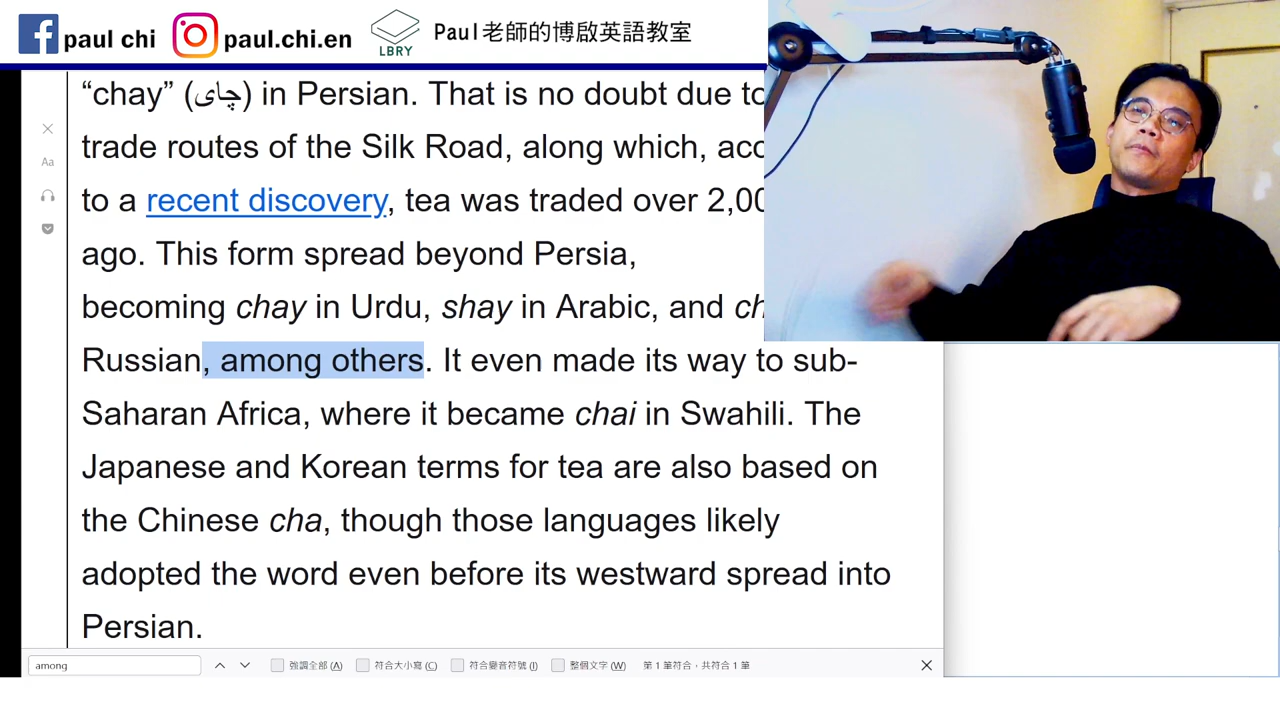 paul chi
paul.chi.en
LBRY
Paul老師的博啟英語教室
“chay” (چای) in Persian. That is no doubt due to
trade routes of the Silk Road, along which,
to a recent discovery, tea was traded over
ago. This form spread beyond Persia,
becoming chay in Urdu, shay in Arabic, and
Russian, among others. It even made its way to sub-
Saharan Africa, where it became chai in Swahili. The
Japanese and Korean terms for tea are also based on
the Chinese cha, though those languages likely
adopted the word even before its westward spread into
Persian.
Aa
among
強調全部 (A) 符合大小寫 (C) 符合變音符號 (I) 整個文字 (W) 第 1 筆符合，共符合 1 筆